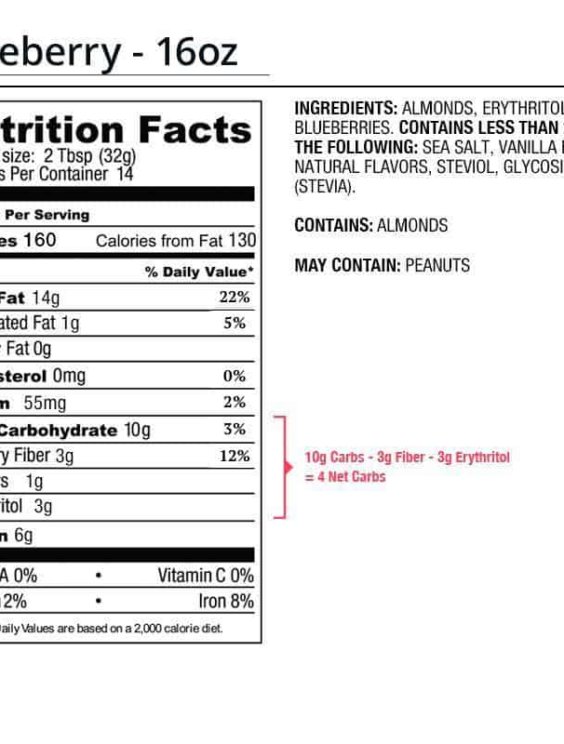 eberry - 16oz
trition Facts
size: 2 Tbsp (32g)
s Per Container 14
Per Serving
es 160 Calories from Fat 130
% Daily Value*
Fat 14g 22%
ated Fat 1g 5%
Fat 0g
sterol 0mg 0%
m 55mg 2%
Carbohydrate 10g 3%
y Fiber 3g 12%
s 1g
itol 3g
n 6g
A 0% • Vitamin C 0%
2% • Iron 8%
aily Values are based on a 2,000 calorie diet.
INGREDIENTS: ALMONDS, ERYTHRITOL
BLUEBERRIES. CONTAINS LESS THAN
THE FOLLOWING: SEA SALT, VANILLA
NATURAL FLAVORS, STEVIOL, GLYCOSI
(STEVIA).
CONTAINS: ALMONDS
MAY CONTAIN: PEANUTS
10g Carbs - 3g Fiber - 3g Erythritol
= 4 Net Carbs